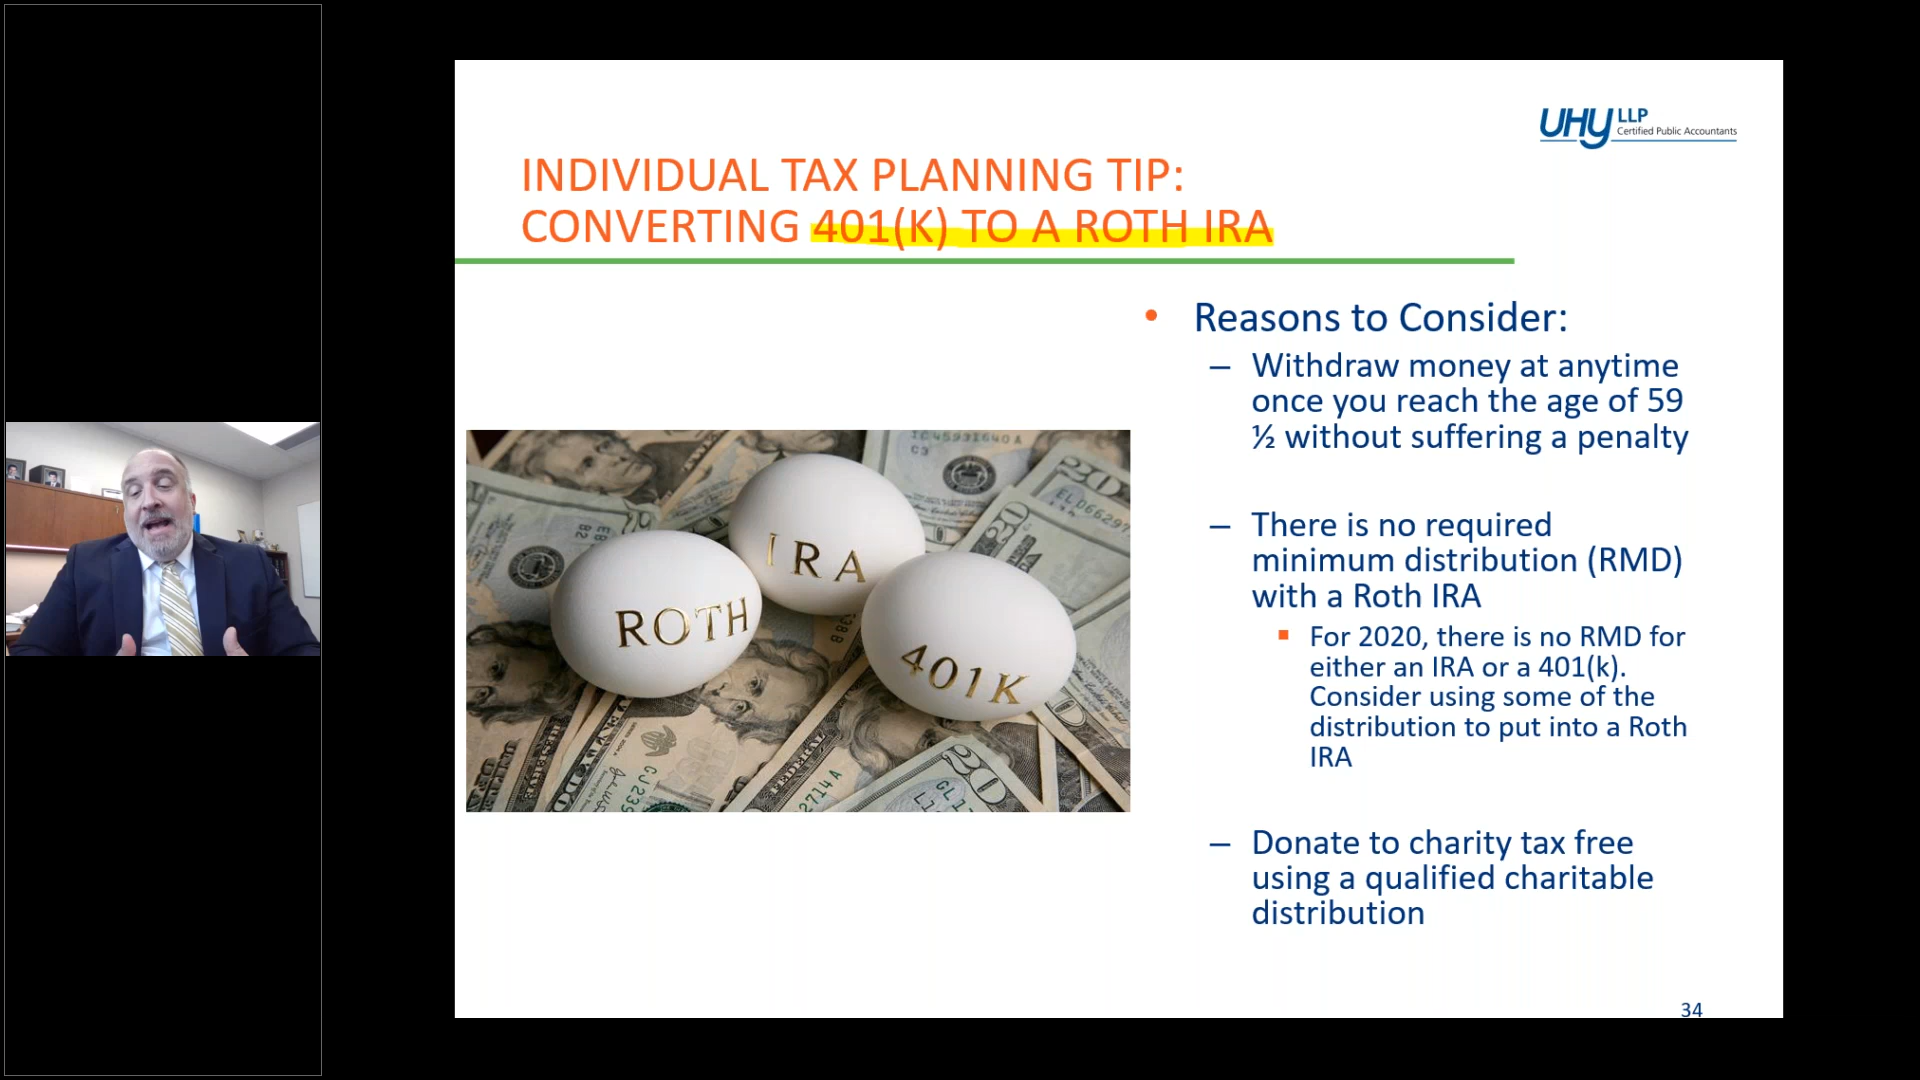 UHY LLP
Certified Public Accountants
INDIVIDUAL TAX PLANNING TIP:
CONVERTING 401(K) TO A ROTH IRA
• Reasons to Consider:
– Withdraw money at anytime
once you reach the age of 59
½ without suffering a penalty
– There is no required
minimum distribution (RMD)
with a Roth IRA
▪ For 2020, there is no RMD for
either an IRA or a 401(k).
Consider using some of the
distribution to put into a Roth
IRA
– Donate to charity tax free
using a qualified charitable
distribution
IRA
ROTH
401K
34